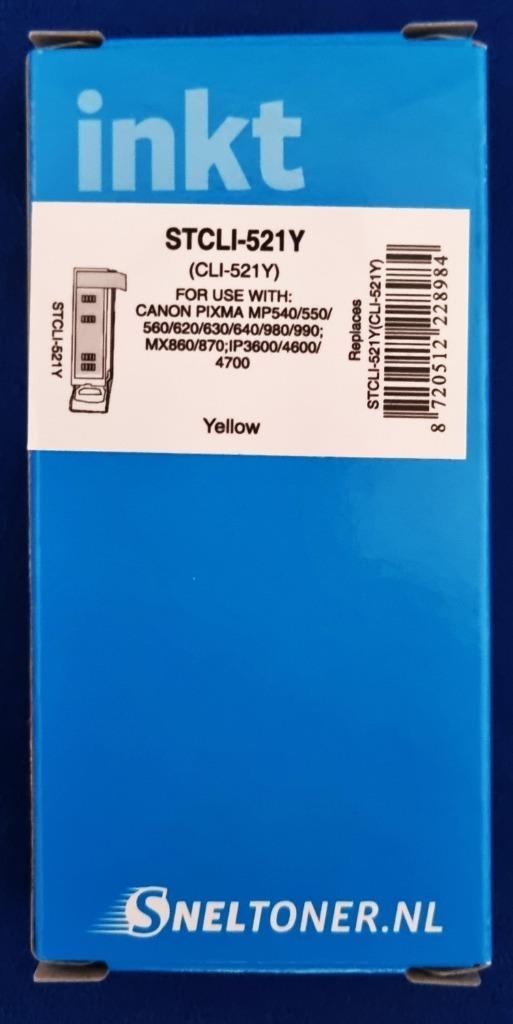 inkt
STCLI-521Y
(CLI-521Y)
FOR USE WITH:
CANON PIXMA MP540/550/
560/620/630/640/980/990;
MX860/870;IP3600/4600/
4700
Yellow
STCLI-521Y
Replaces
STCLI-521Y(CLI-521Y)
8 720512 228984
SNELTONER.NL